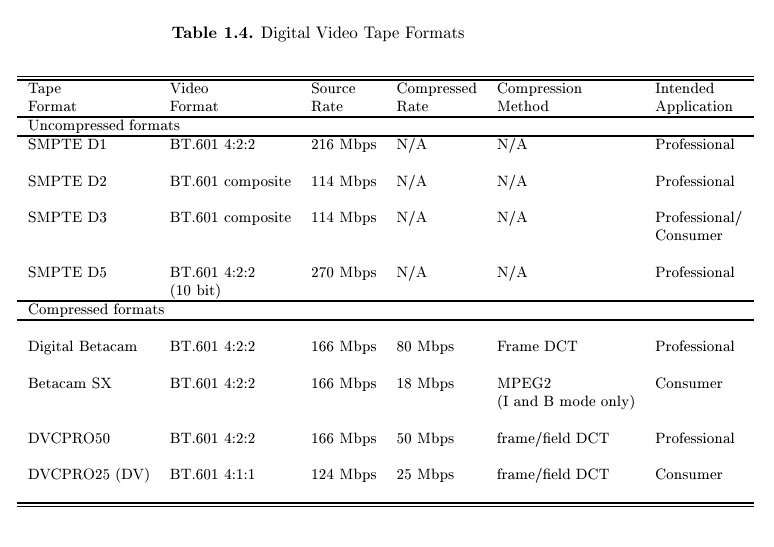 Table 1.4. Digital Video Tape Formats
Tape Video Source Compressed Compression Intended
Format Format Rate Rate Method Application
Uncompressed formats
SMPTE D1 BT.601 4:2:2 216 Mbps N/A N/A Professional
SMPTE D2 BT.601 composite 114 Mbps N/A N/A Professional
SMPTE D3 BT.601 composite 114 Mbps N/A N/A Professional/
Consumer
SMPTE D5 BT.601 4:2:2 270 Mbps N/A N/A Professional
(10 bit)
Compressed formats
Digital Betacam BT.601 4:2:2 166 Mbps 80 Mbps Frame DCT Professional
Betacam SX BT.601 4:2:2 166 Mbps 18 Mbps MPEG2 Consumer
(I and B mode only)
DVCPRO50 BT.601 4:2:2 166 Mbps 50 Mbps frame/field DCT Professional
DVCPRO25 (DV) BT.601 4:1:1 124 Mbps 25 Mbps frame/field DCT Consumer